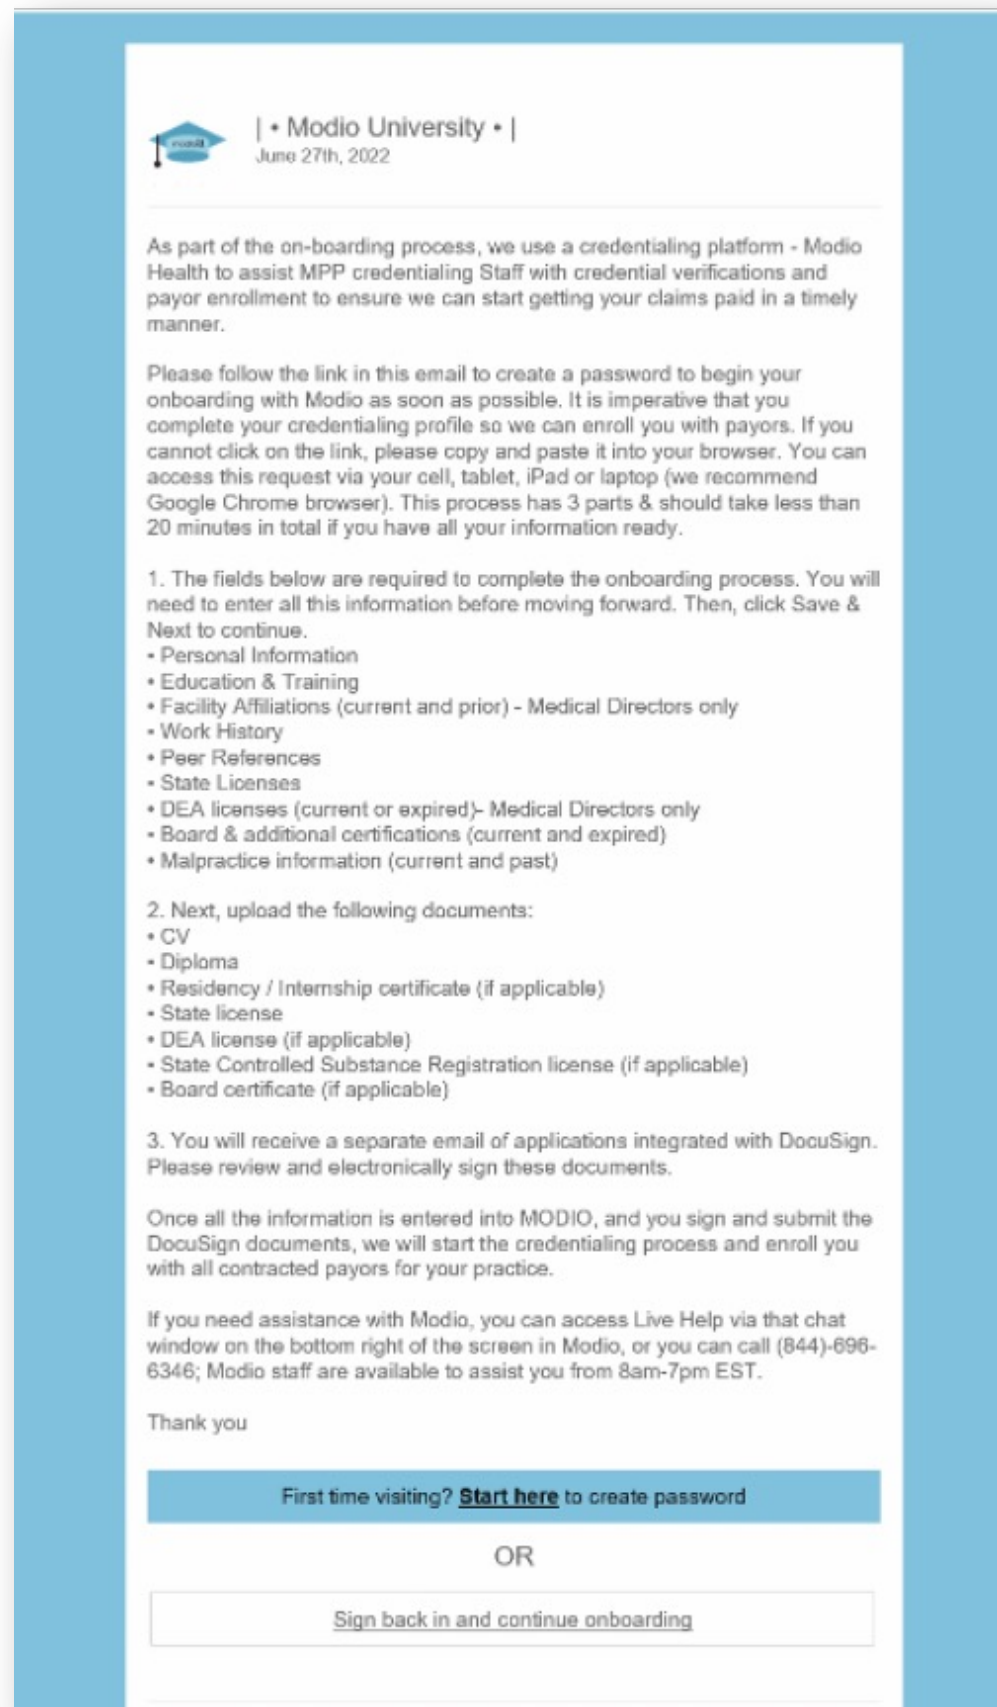 | • Modio University • |
June 27th, 2022
As part of the on-boarding process, we use a credentialing platform - Modio
Health to assist MPP credentialing Staff with credential verifications and
payor enrollment to ensure we can start getting your claims paid in a timely
manner.
Please follow the link in this email to create a password to begin your
onboarding with Modio as soon as possible. It is imperative that you
complete your credentialing profile so we can enroll you with payors. If you
cannot click on the link, please copy and paste it into your browser. You can
access this request via your cell, tablet, iPad or laptop (we recommend
Google Chrome browser). This process has 3 parts & should take less than
20 minutes in total if you have all your information ready.
1. The fields below are required to complete the onboarding process. You will
need to enter all this information before moving forward. Then, click Save &
Next to continue.
• Personal Information
• Education & Training
• Facility Affiliations (current and prior) - Medical Directors only
• Work History
• Peer References
• State Licenses
• DEA licenses (current or expired)- Medical Directors only
• Board & additional certifications (current and expired)
• Malpractice information (current and past)
2. Next, upload the following documents:
• CV
• Diploma
• Residency / Internship certificate (if applicable)
• State license
• DEA license (if applicable)
• State Controlled Substance Registration license (if applicable)
• Board certificate (if applicable)
3. You will receive a separate email of applications integrated with DocuSign.
Please review and electronically sign these documents.
Once all the information is entered into MODIO, and you sign and submit the
DocuSign documents, we will start the credentialing process and enroll you
with all contracted payors for your practice.
If you need assistance with Modio, you can access Live Help via that chat
window on the bottom right of the screen in Modio, or you can call (844)-696-
6346; Modio staff are available to assist you from 8am-7pm EST.
Thank you
First time visiting? Start here to create password
OR
Sign back in and continue onboarding